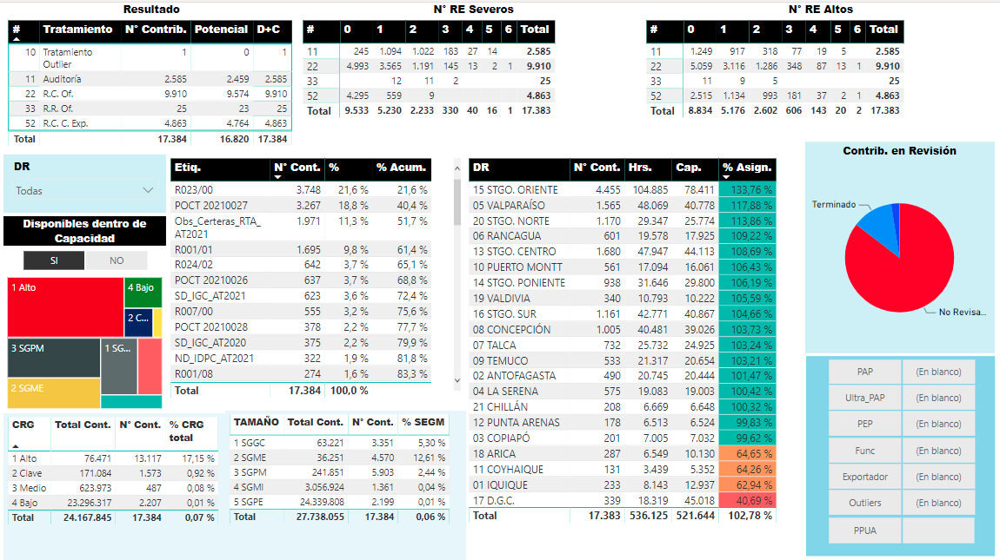 Resultado
# Tratamiento N° Contrib. Potencial D+C
10 Tratamiento Outlier 1 0 1
11 Auditoría 2.585 2.459 2.585
22 R.C. Of. 9.910 9.574 9.910
33 R.R. Of. 25 23 25
52 R.C. C. Exp. 4.863 4.764 4.863
Total 17.384 16.820 17.384
N° RE Severos
# 0 1 2 3 4 5 6 Total
11 245 1.094 1.022 183 27 14 2.585
22 4.993 3.565 1.191 145 13 2 1 9.910
33 12 11 2 25
52 4.295 559 9 4.863
Total 9.533 5.230 2.233 330 40 16 1 17.383
N° RE Altos
# 0 1 2 3 4 5 6 Total
11 1.249 917 318 77 19 5 2.585
22 5.059 3.116 1.286 348 87 13 1 9.910
33 11 9 5 25
52 2.515 1.134 993 181 37 2 1 4.863
Total 8.834 5.176 2.602 606 143 20 2 17.383
DR
Todas
Disponibles dentro de
Capacidad
SI NO
1 Alto
4 Bajo
2 C...
3 SGPM
1 SG...
2 SGME
Etiq. N° Cont. % % Acum.
R023/00 3.748 21,6 % 21,6 %
POCT 20210027 3.267 18,8 % 40,4 %
Obs_Certeras_RTA_ 1.971 11,3 % 51,7 %
AT2021
R001/01 1.695 9,8 % 61,4 %
R024/02 642 3,7 % 65,1 %
POCT 20210026 637 3,7 % 68,8 %
SD_IGC_AT2021 623 3,6 % 72,4 %
R007/00 555 3,2 % 75,6 %
POCT 20210028 378 2,2 % 77,7 %
SD_IGC_AT2020 375 2,2 % 79,9 %
ND_IDPC_AT2021 322 1,9 % 81,8 %
R001/08 274 1,6 % 83,3 %
Total 17.384 100,0 %
DR N° Cont. Hrs. Cap. % Asign.
15 STGO. ORIENTE 4.455 104.885 78.411 133,76 %
05 VALPARAÍSO 1.565 48.069 40.778 117,88 %
20 STGO. NORTE 1.170 29.347 25.774 113,86 %
06 RANCAGUA 601 19.578 17.925 109,22 %
13 STGO. CENTRO 1.680 47.947 44.113 108,69 %
10 PUERTO MONTT 561 17.094 16.061 106,43 %
14 STGO. PONIENTE 938 31.646 29.800 106,19 %
19 VALDIVIA 340 10.793 10.222 105,59 %
16 STGO. SUR 1.161 42.771 40.867 104,66 %
08 CONCEPCIÓN 1.005 40.481 39.026 103,73 %
07 TALCA 732 25.732 24.925 103,24 %
09 TEMUCO 533 21.317 20.654 103,21 %
02 ANTOFAGASTA 490 20.745 20.444 101,47 %
04 LA SERENA 575 19.083 19.003 100,42 %
21 CHILLÁN 208 6.669 6.648 100,32 %
12 PUNTA ARENAS 178 6.513 6.524 99,83 %
03 COPIAPÓ 201 7.005 7.032 99,62 %
18 ARICA 287 6.549 10.130 64,65 %
11 COYHAIQUE 131 3.439 5.352 64,26 %
01 IQUIQUE 233 8.143 12.937 62,94 %
17 D.G.C. 339 18.319 45.018 40,69 %
Total 17.383 536.125 521.644 102,78 %
Contrib. en Revisión
Terminado
No Revisa...
PAP (En blanco)
Ultra_PAP (En blanco)
PEP (En blanco)
Func (En blanco)
Exportador (En blanco)
Outliers (En blanco)
PPUA
CRG Total Cont. N° Cont. % CRG total
1 Alto 76.471 13.117 17,15 %
2 Clave 171.084 1.573 0,92 %
3 Medio 623.973 487 0,08 %
4 Bajo 23.296.317 2.207 0,01 %
Total 24.167.845 17.384 0,07 %
TAMAÑO Total Cont. N° Cont. % SEGM
1 SGGC 63.221 3.351 5,30 %
2 SGME 36.251 4.570 12,61 %
3 SGPM 241.851 5.903 2,44 %
4 SGMI 3.056.924 1.361 0,04 %
5 SGPE 24.339.808 2.199 0,01 %
Total 27.738.055 17.384 0,06 %